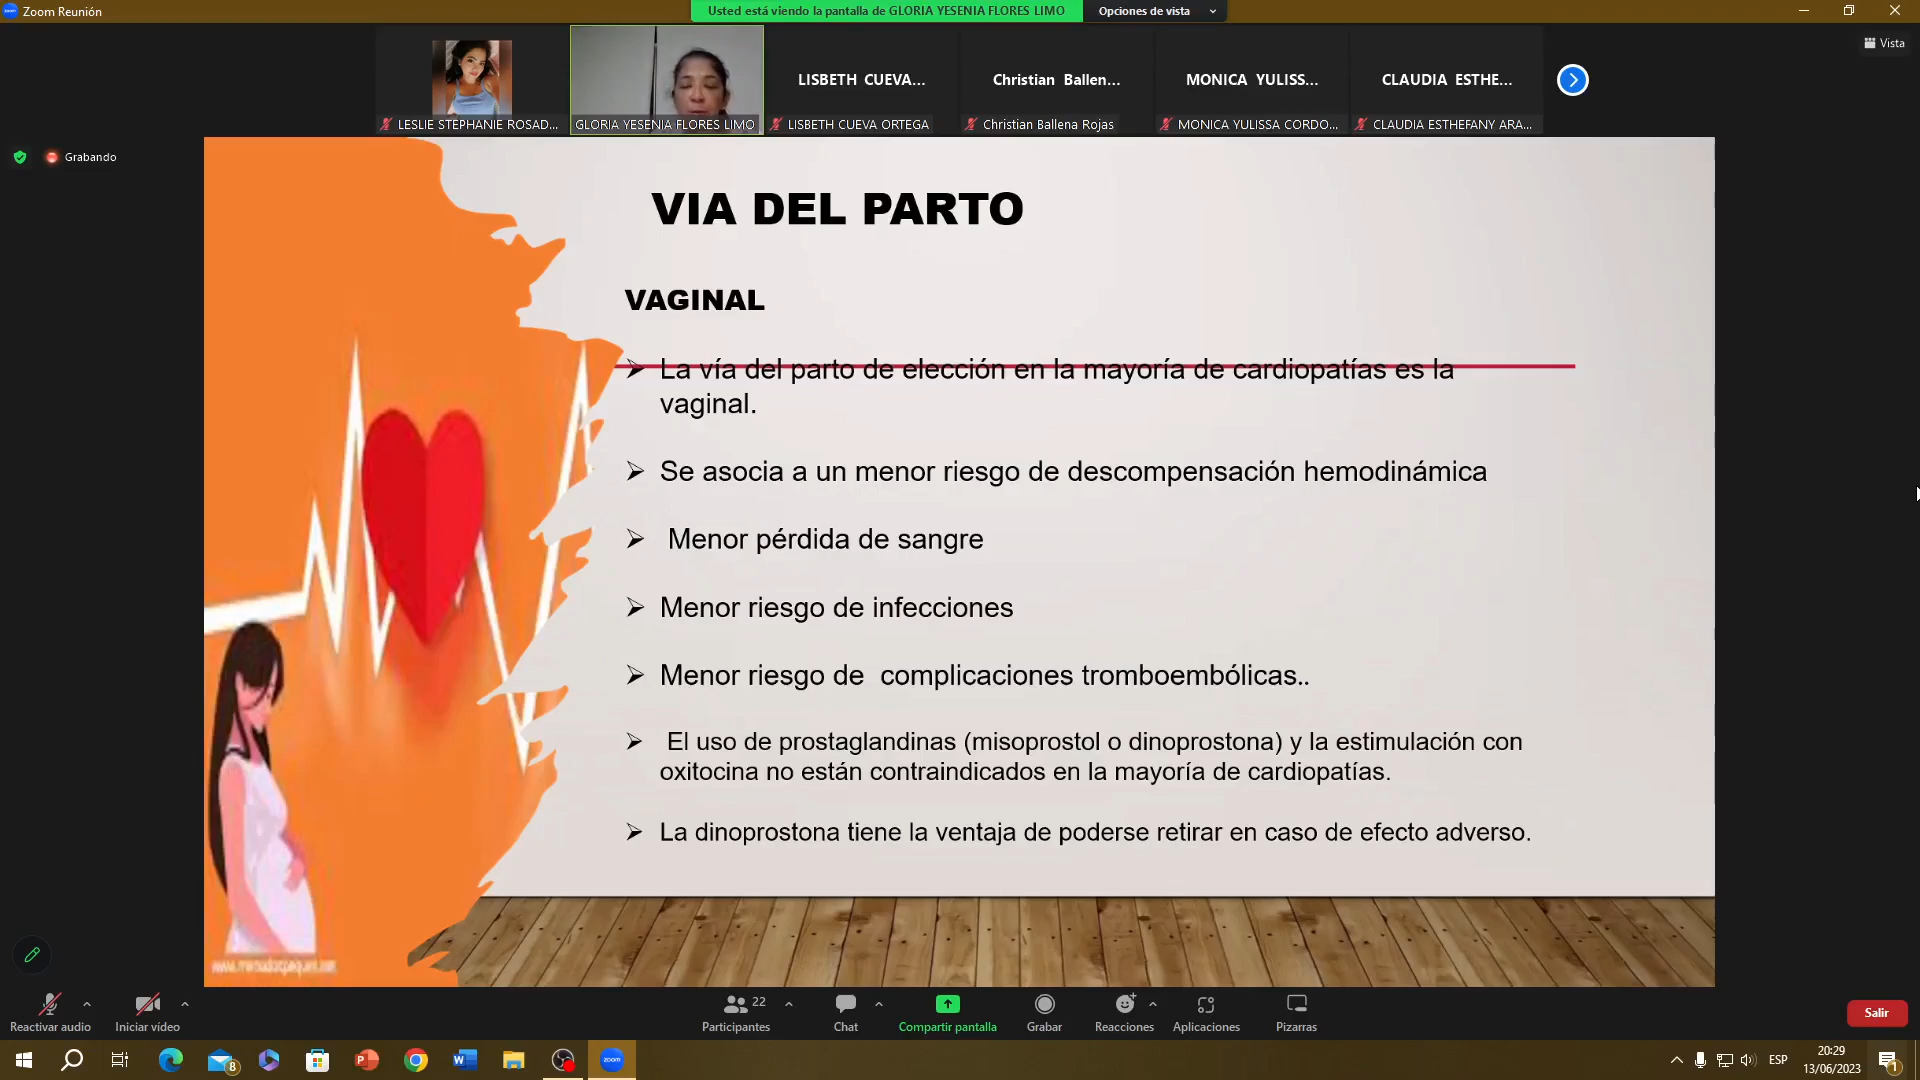 Zoom Reunión
Usted está viendo la pantalla de GLORIA YESENIA FLORES LIMO
Opciones de vista
Vista
LISBETH CUEVA...
Christian Ballen...
MONICA YULISS...
CLAUDIA ESTHE...
LESLIE STEPHANIE ROSAD...
GLORIA YESENIA FLORES LIMO
LISBETH CUEVA ORTEGA
Christian Ballena Rojas
MONICA YULISSA CORDO...
CLAUDIA ESTHEFANY ARA...
Grabando
VIA DEL PARTO
VAGINAL
La vía del parto de elección en la mayoría de cardiopatías es la
vaginal.
Se asocia a un menor riesgo de descompensación hemodinámica
Menor pérdida de sangre
Menor riesgo de infecciones
Menor riesgo de complicaciones tromboembólicas..
El uso de prostaglandinas (misoprostol o dinoprostona) y la estimulación con
oxitocina no están contraindicados en la mayoría de cardiopatías.
La dinoprostona tiene la ventaja de poderse retirar en caso de efecto adverso.
Reactivar audio
Iniciar vídeo
22
Participantes
Chat
Compartir pantalla
Grabar
Reacciones
Aplicaciones
Pizarras
Salir
8
zoom
ESP
20:29
13/06/2023
1